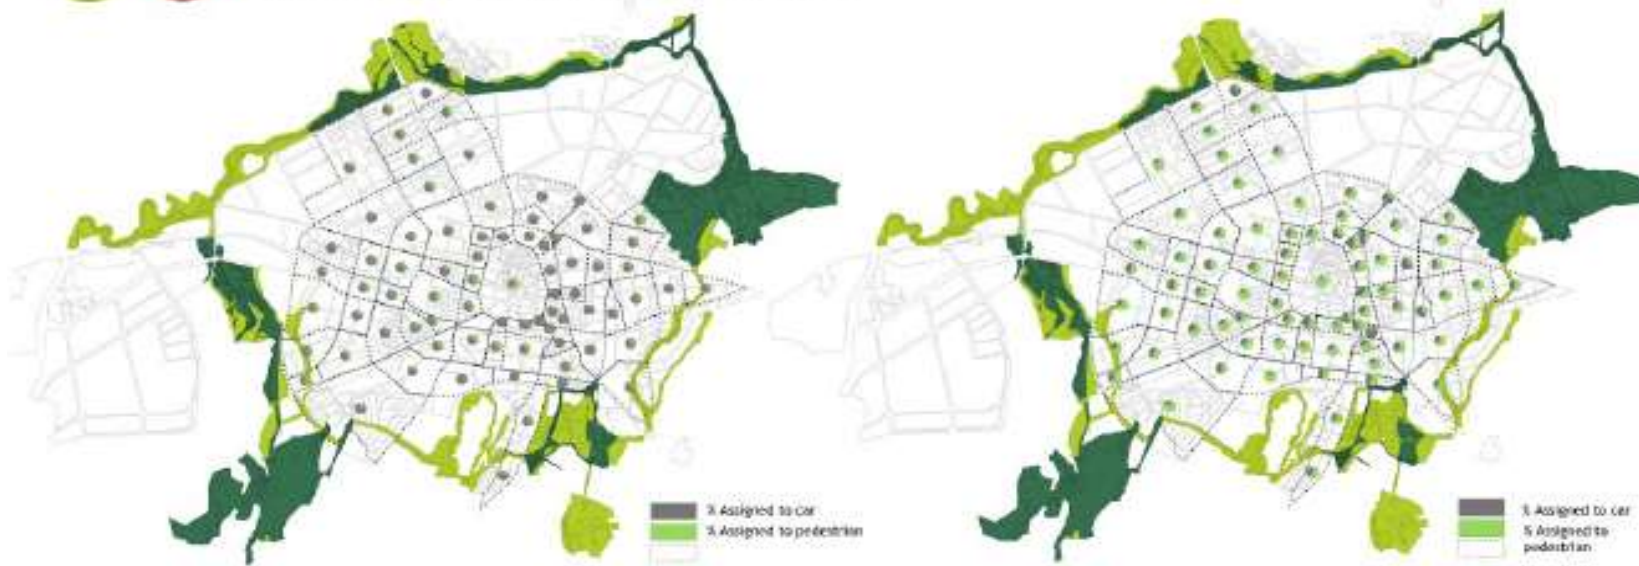 % Assigned to car
% Assigned to pedestrian
% Assigned to car
% Assigned to
pedestrian